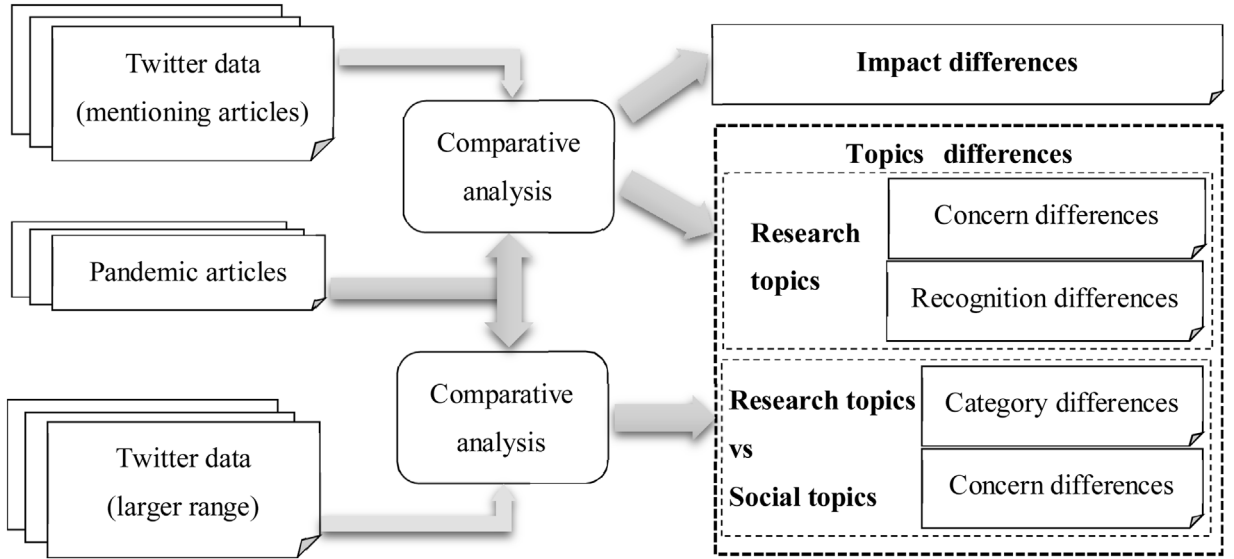 Twitter data
(mentioning articles)
Pandemic articles
Twitter data
(larger range)
Comparative
analysis
Comparative
analysis
Impact differences
Topics differences
Research
topics
Concern differences
Recognition differences
Research topics
vs
Social topics
Category differences
Concern differences